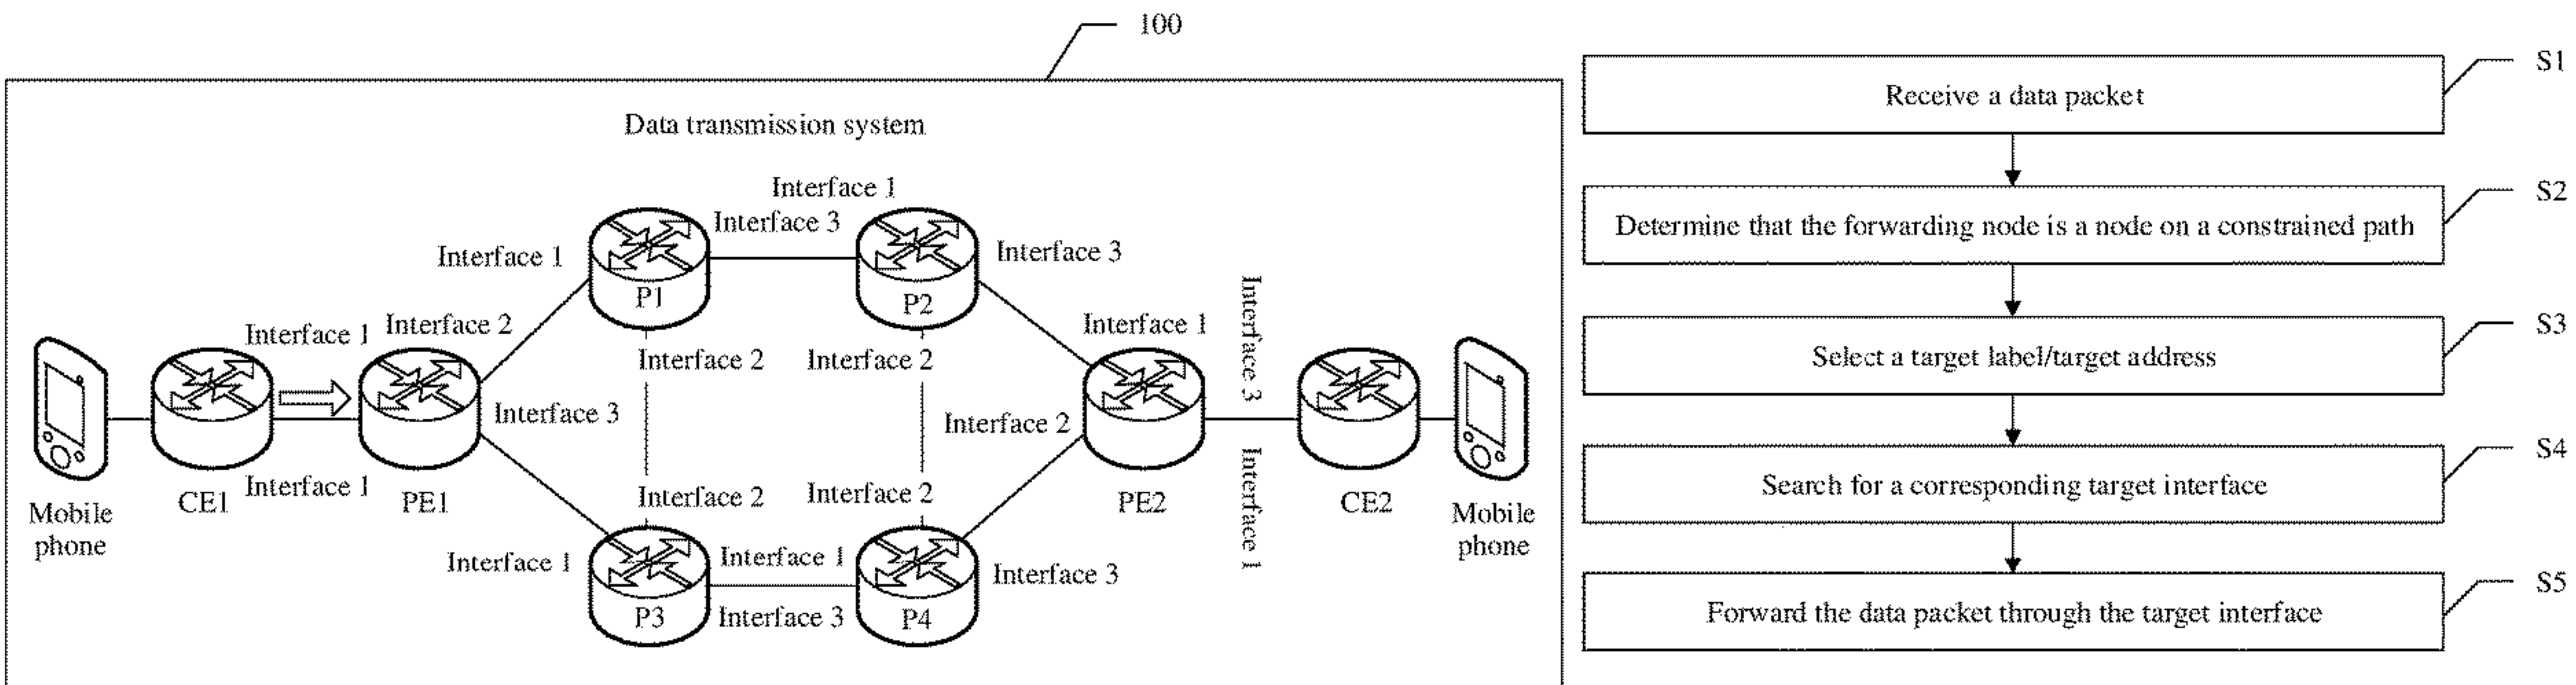 100
Data transmission system
Interface 1
Interface 3
Interface 1
Interface 3
P1
P2
Interface 1
Interface 2
Interface 2
Interface 2
Interface 1
Interface 3
Interface 3
Interface 2
Interface 1
CE1
Interface 1
PE1
Interface 2
Interface 2
PE2
Interface 1
CE2
Mobile
phone
Mobile
phone
Interface 1
Interface 1
Interface 3
P3
Interface 3
P4
S1
Receive a data packet
S2
Determine that the forwarding node is a node on a constrained path
S3
Select a target label/target address
S4
Search for a corresponding target interface
S5
Forward the data packet through the target interface